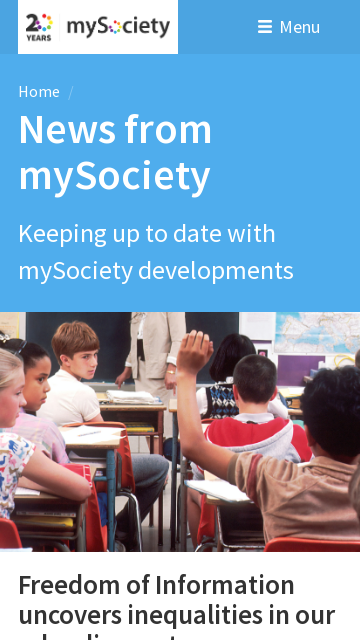 20 YEARS mySociety
Menu
Home /
News from
mySociety
Keeping up to date with
mySociety developments
Freedom of Information
uncovers inequalities in our